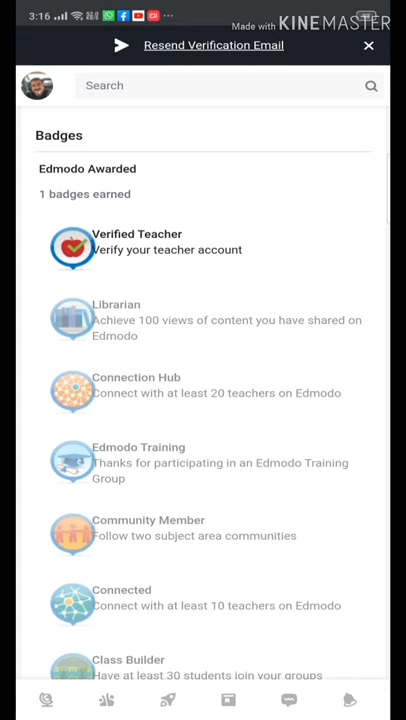 3:16
Made with KINEMASTER
Resend Verification Email
Search
Badges
Edmodo Awarded
1 badges earned
Verified Teacher
Verify your teacher account
Librarian
Achieve 100 views of content you have shared on
Edmodo
Connection Hub
Connect with at least 20 teachers on Edmodo
Edmodo Training
Thanks for participating in an Edmodo Training
Group
Community Member
Follow two subject area communities
Connected
Connect with at least 10 teachers on Edmodo
Class Builder
Have at least 30 students join your groups